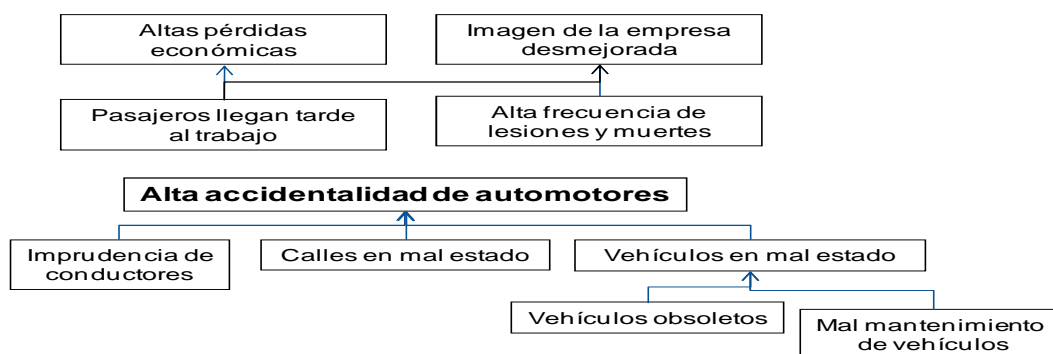 Altas pérdidas
económicas
Imagen de la empresa
desmejorada
Pasajeros llegan tarde
al trabajo
Alta frecuencia de
lesiones y muertes
Alta accidentalidad de automotores
Imprudencia de
conductores
Calles en mal estado
Vehículos en mal estado
Vehículos obsoletos
Mal mantenimiento
de vehículos